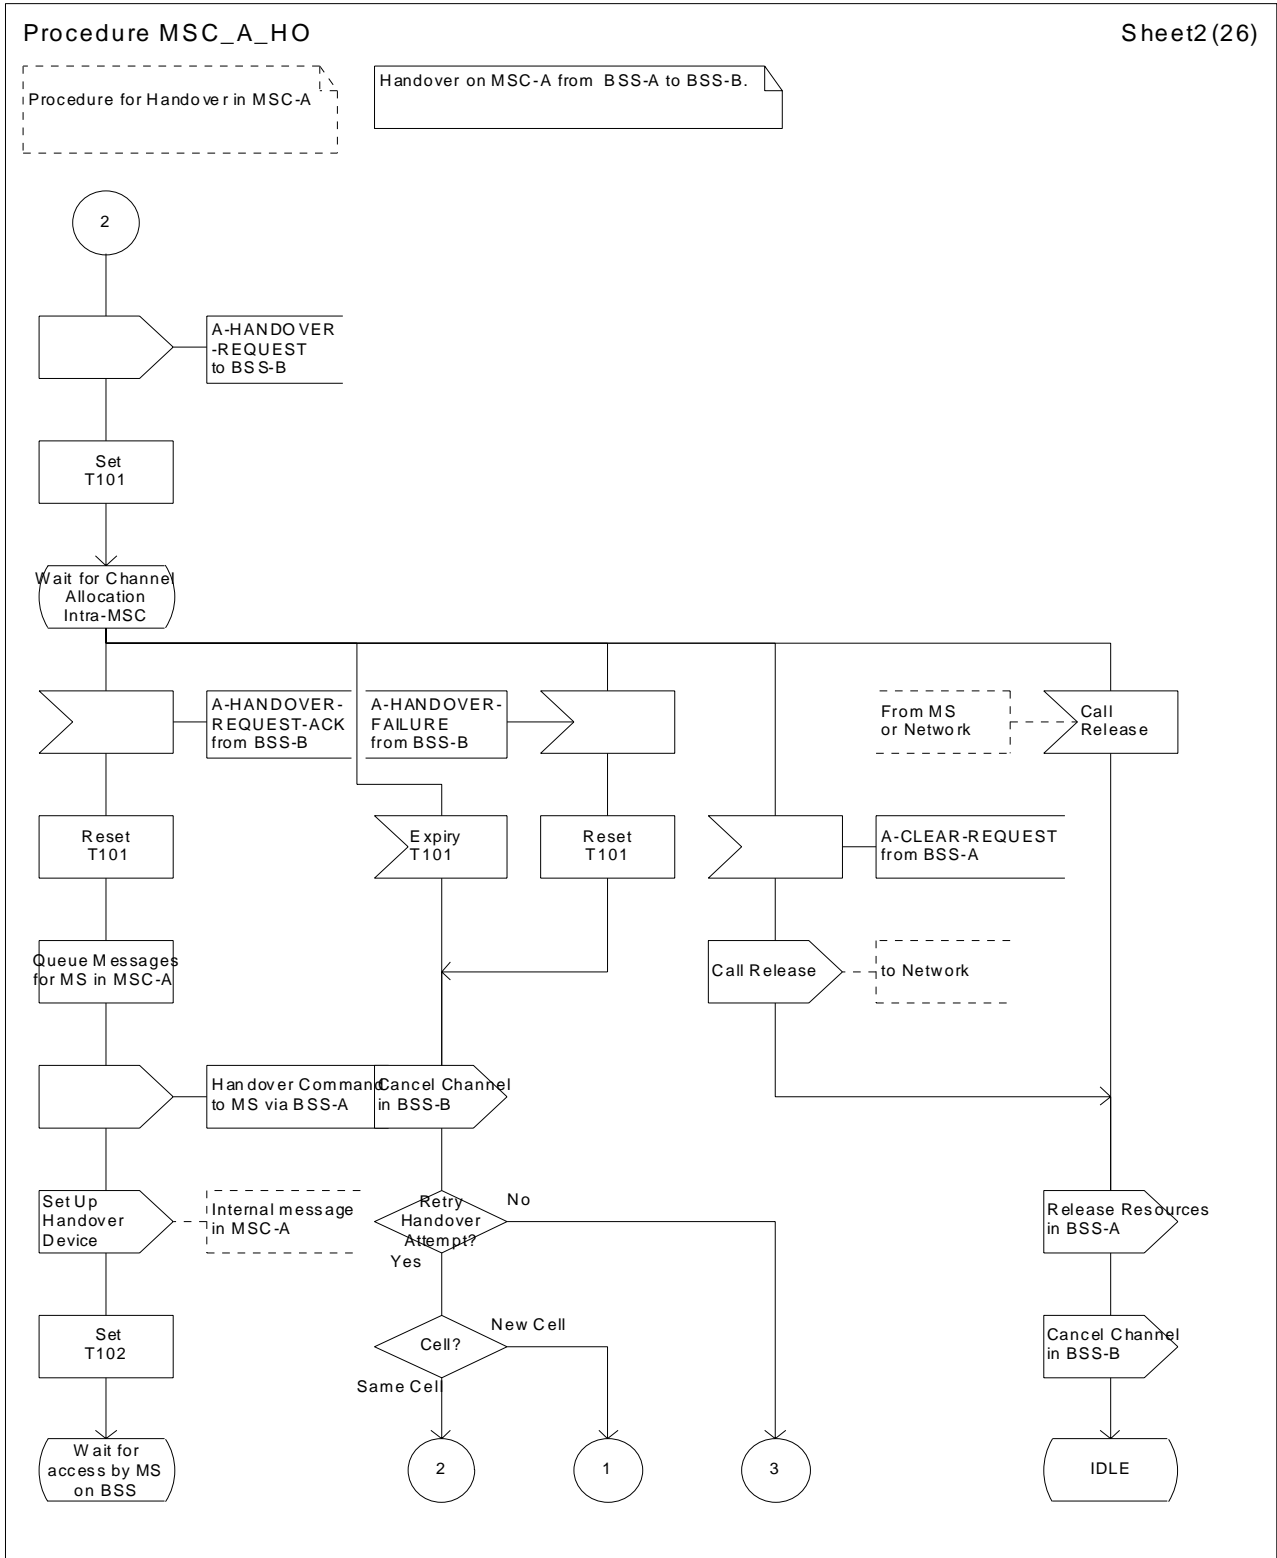 Procedure MSC_A_HO
Sheet2(26)
Procedure for Handover in MSC-A
Handover on MSC-A from BSS-A to BSS-B.
2
A-HANDOVER
-REQUEST
to BSS-B
Set
T101
Wait for Channel
Allocation
Intra-MSC
A-HANDOVER-
REQUEST-ACK
from BSS-B
A-HANDOVER-
FAILURE
from BSS-B
From MS
or Network
Call
Release
Reset
T101
Expiry
T101
Reset
T101
A-CLEAR-REQUEST
from BSS-A
Queue Messages
for MS in MSC-A
Call Release
to Network
Handover Command
to MS via BSS-A
Cancel Channel
in BSS-B
Set Up
Handover
Device
Internal message
in MSC-A
Retry
Handover
Attempt?
No
Yes
Release Resources
in BSS-A
Set
T102
Cell?
New Cell
Same Cell
Cancel Channel
in BSS-B
Wait for
access by MS
on BSS
2
1
3
IDLE